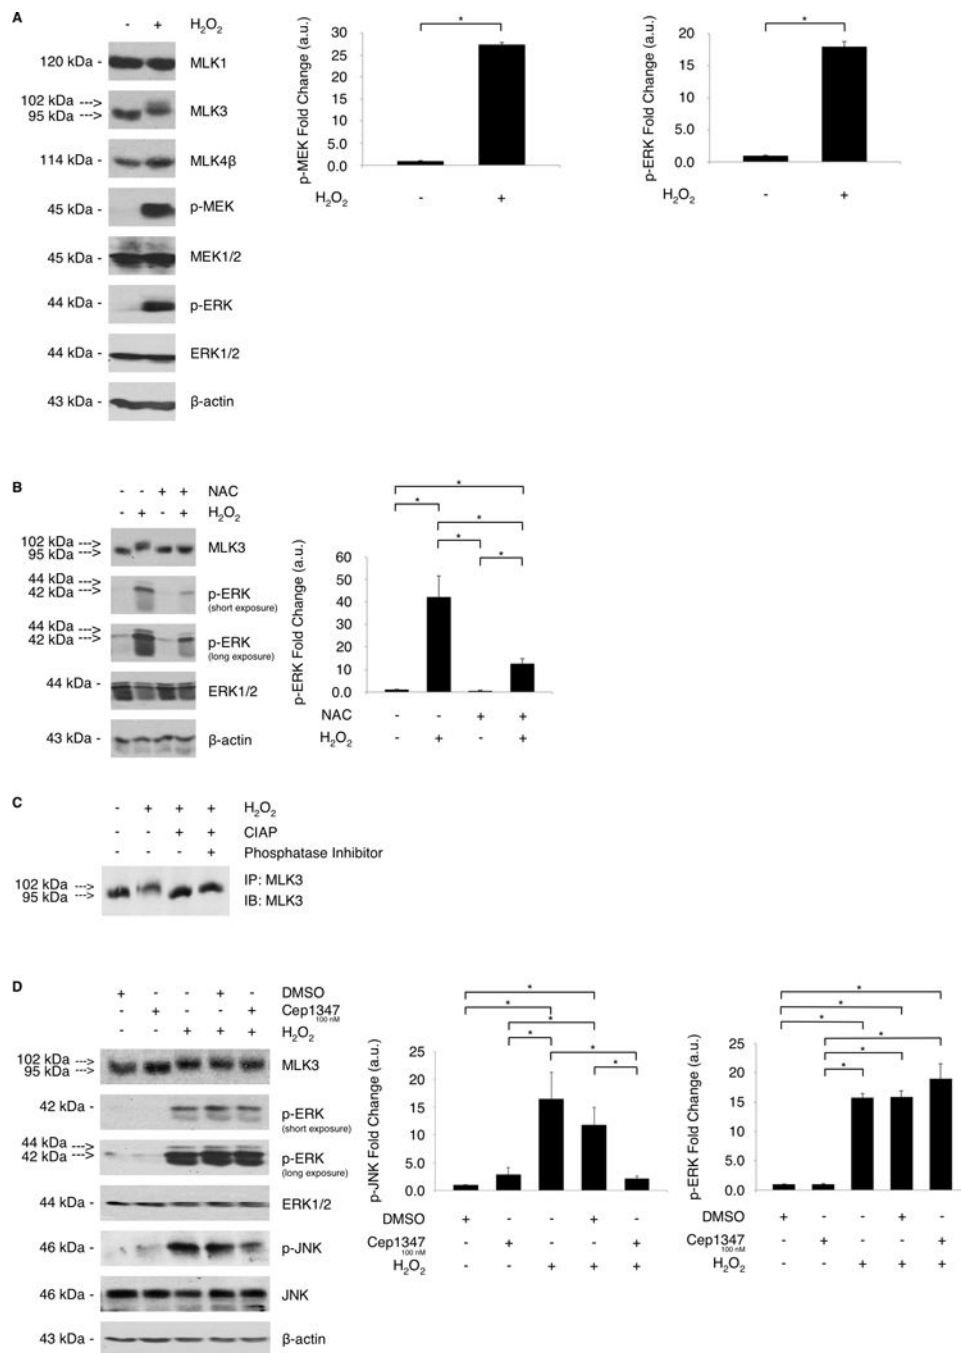 A
- + H₂O₂
120 kDa - MLK1
102 kDa --->
95 kDa ---> MLK3
114 kDa - MLK4β
45 kDa - p-MEK
45 kDa - MEK1/2
44 kDa - p-ERK
44 kDa - ERK1/2
43 kDa - β-actin
p-MEK Fold Change (a.u.)
30
25
20
15
10
5.0
0.0
*
H₂O₂ - +
p-ERK Fold Change (a.u.)
20
15
10
5.0
0.0
*
H₂O₂ - +
B
- - + + NAC
- + - + H₂O₂
102 kDa --->
95 kDa ---> MLK3
44 kDa --->
42 kDa ---> p-ERK
(short exposure)
44 kDa --->
42 kDa ---> p-ERK
(long exposure)
44 kDa - ERK1/2
43 kDa - β-actin
p-ERK Fold Change (a.u.)
60
50
40
30
20
10
0.0
*
*
*
*
*
NAC - - + +
H₂O₂ - + - +
C
- + + + H₂O₂
- - + + CIAP
- - - + Phosphatase Inhibitor
102 kDa --->
95 kDa --->
IP: MLK3
IB: MLK3
D
+ - - + - DMSO
- + - - + Cep1347
100 nM
- - + + + H₂O₂
102 kDa --->
95 kDa ---> MLK3
42 kDa - p-ERK
(short exposure)
44 kDa --->
42 kDa ---> p-ERK
(long exposure)
44 kDa - ERK1/2
46 kDa - p-JNK
46 kDa - JNK
43 kDa - β-actin
p-JNK Fold Change (a.u.)
25
20
15
10
5.0
0.0
*
*
*
*
*
*
DMSO + - - + -
Cep1347 - + - - +
100 nM
H₂O₂ - - + + +
p-ERK Fold Change (a.u.)
25
20
15
10
5.0
0.0
*
*
*
*
*
*
DMSO + - - + -
Cep1347 - + - - +
100 nM
H₂O₂ - - + + +